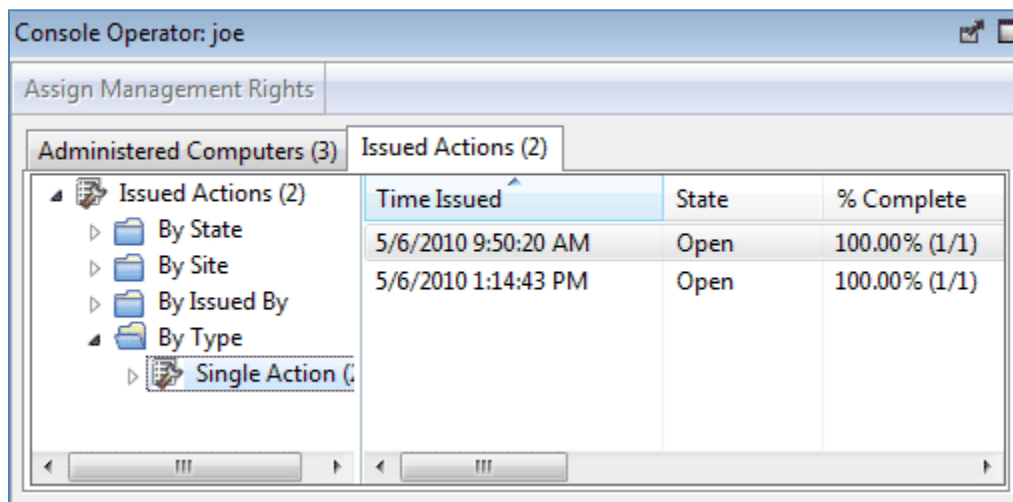 Console Operator: joe
Assign Management Rights
Administered Computers (3) Issued Actions (2)
Issued Actions (2)
By State
By Site
By Issued By
By Type
Single Action (
Time Issued State % Complete
5/6/2010 9:50:20 AM Open 100.00% (1/1)
5/6/2010 1:14:43 PM Open 100.00% (1/1)